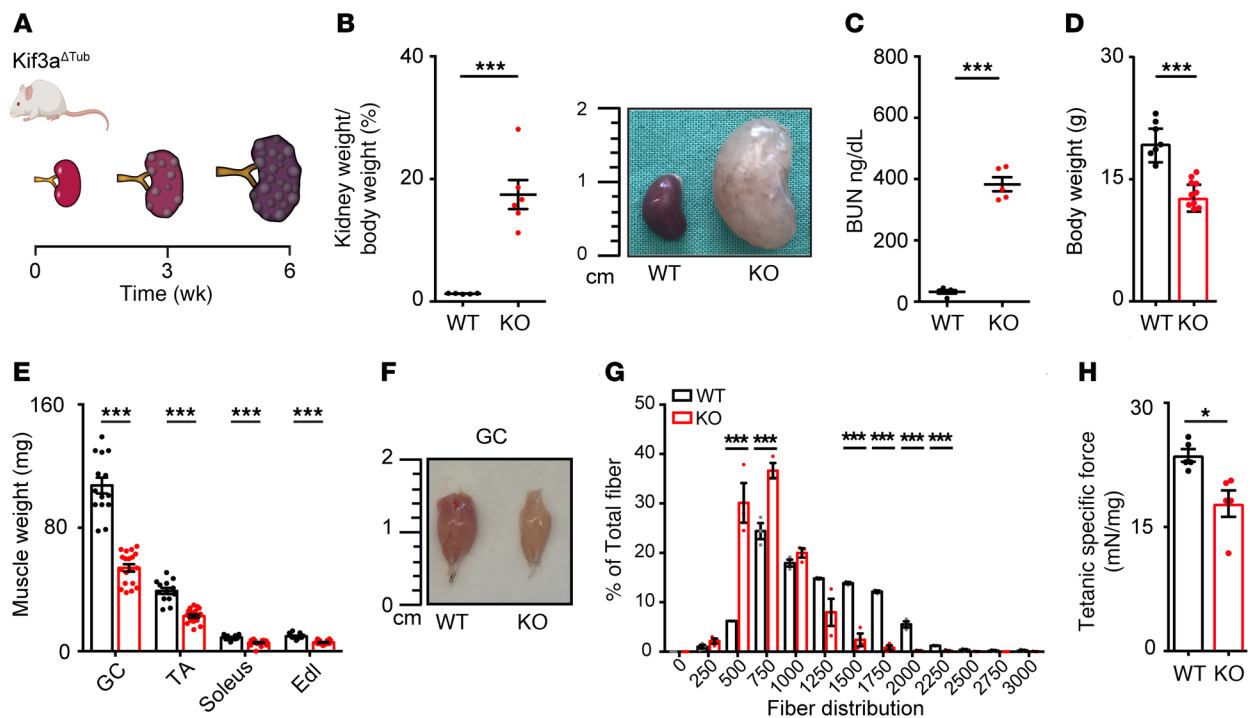 A
Kif3aΔTub
0 3 6
Time (wk)
B
Kidney weight/
body weight (%)
40
20
0
***
WT KO
2
1
0
cm
WT KO
C
BUN ng/dL
800
600
400
200
0
***
WT KO
D
Body weight (g)
30
15
0
***
WT KO
E
Muscle weight (mg)
160
80
0
*** *** *** ***
GC TA Soleus Edl
F
GC
2
1
0
cm
WT KO
G
WT
KO
% of Total fiber
50
40
30
20
10
0
*** *** *** *** *** ***
0 250 500 750 1000 1250 1500 1750 2000 2250 2500 2750 3000
Fiber distribution
H
Tetanic specific force
(mN/mg)
30
15
0
*
WT KO